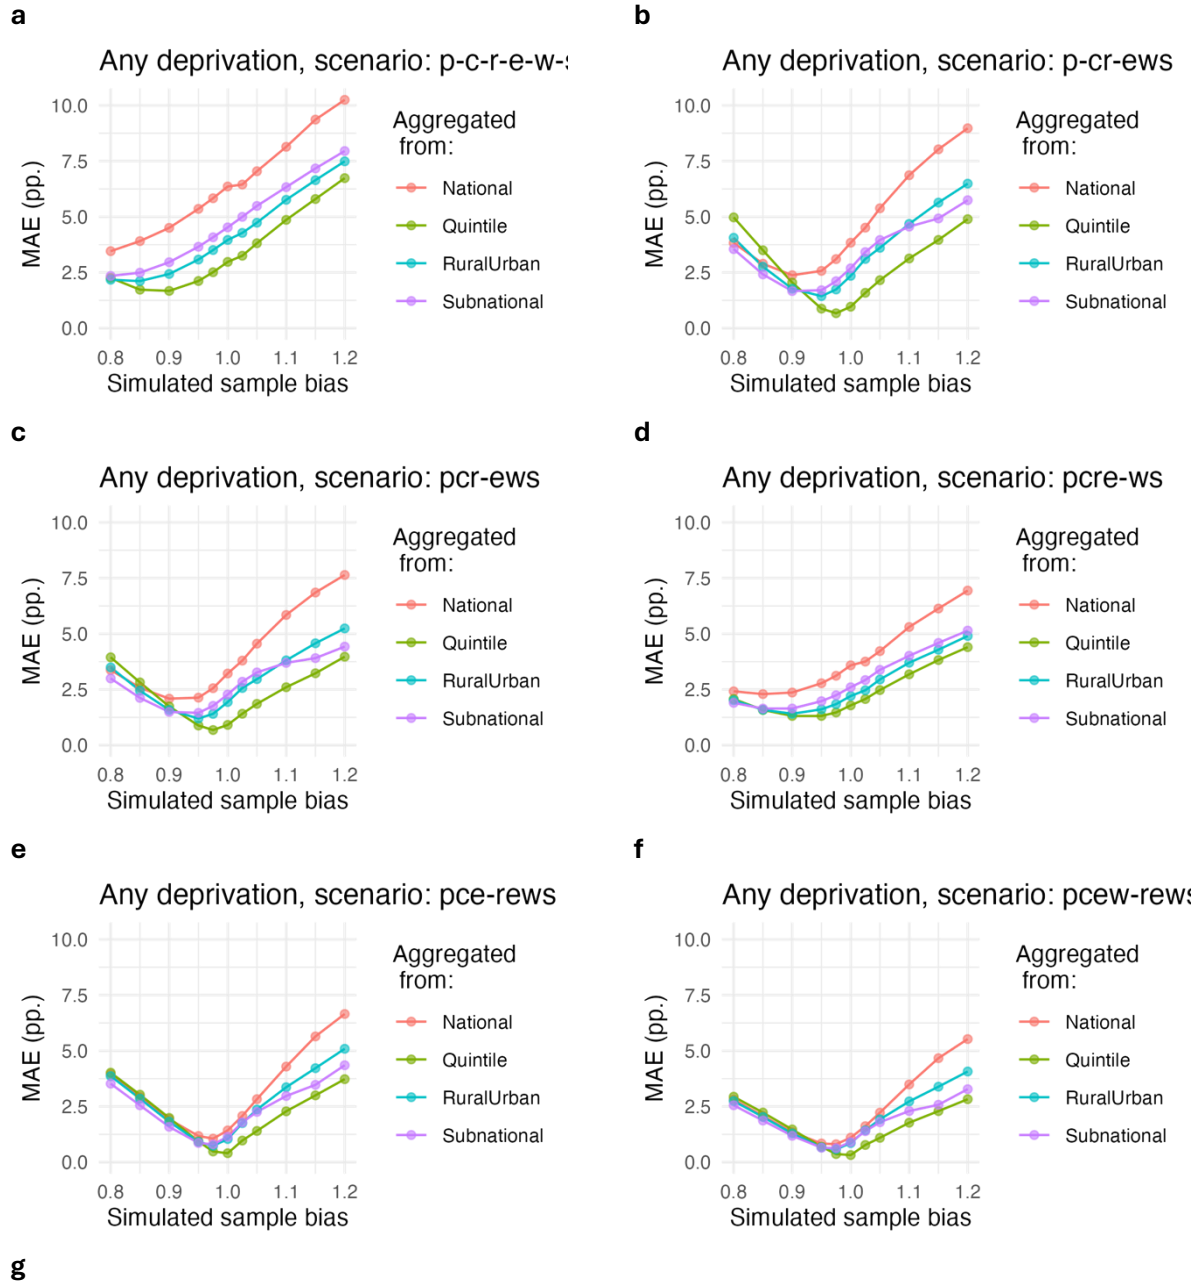 a
Any deprivation, scenario: p-c-r-e-w-
10.0
7.5
5.0
2.5
0.0
MAE (pp.)
0.8 0.9 1.0 1.1 1.2
Simulated sample bias
Aggregated
from:
National
Quintile
RuralUrban
Subnational
b
Any deprivation, scenario: p-cr-ews
10.0
7.5
5.0
2.5
0.0
MAE (pp.)
0.8 0.9 1.0 1.1 1.2
Simulated sample bias
Aggregated
from:
National
Quintile
RuralUrban
Subnational
c
Any deprivation, scenario: pcr-ews
10.0
7.5
5.0
2.5
0.0
MAE (pp.)
0.8 0.9 1.0 1.1 1.2
Simulated sample bias
Aggregated
from:
National
Quintile
RuralUrban
Subnational
d
Any deprivation, scenario: pcre-ws
10.0
7.5
5.0
2.5
0.0
MAE (pp.)
0.8 0.9 1.0 1.1 1.2
Simulated sample bias
Aggregated
from:
National
Quintile
RuralUrban
Subnational
e
Any deprivation, scenario: pce-rews
10.0
7.5
5.0
2.5
0.0
MAE (pp.)
0.8 0.9 1.0 1.1 1.2
Simulated sample bias
Aggregated
from:
National
Quintile
RuralUrban
Subnational
f
Any deprivation, scenario: pcew-rews
10.0
7.5
5.0
2.5
0.0
MAE (pp.)
0.8 0.9 1.0 1.1 1.2
Simulated sample bias
Aggregated
from:
National
Quintile
RuralUrban
Subnational
g